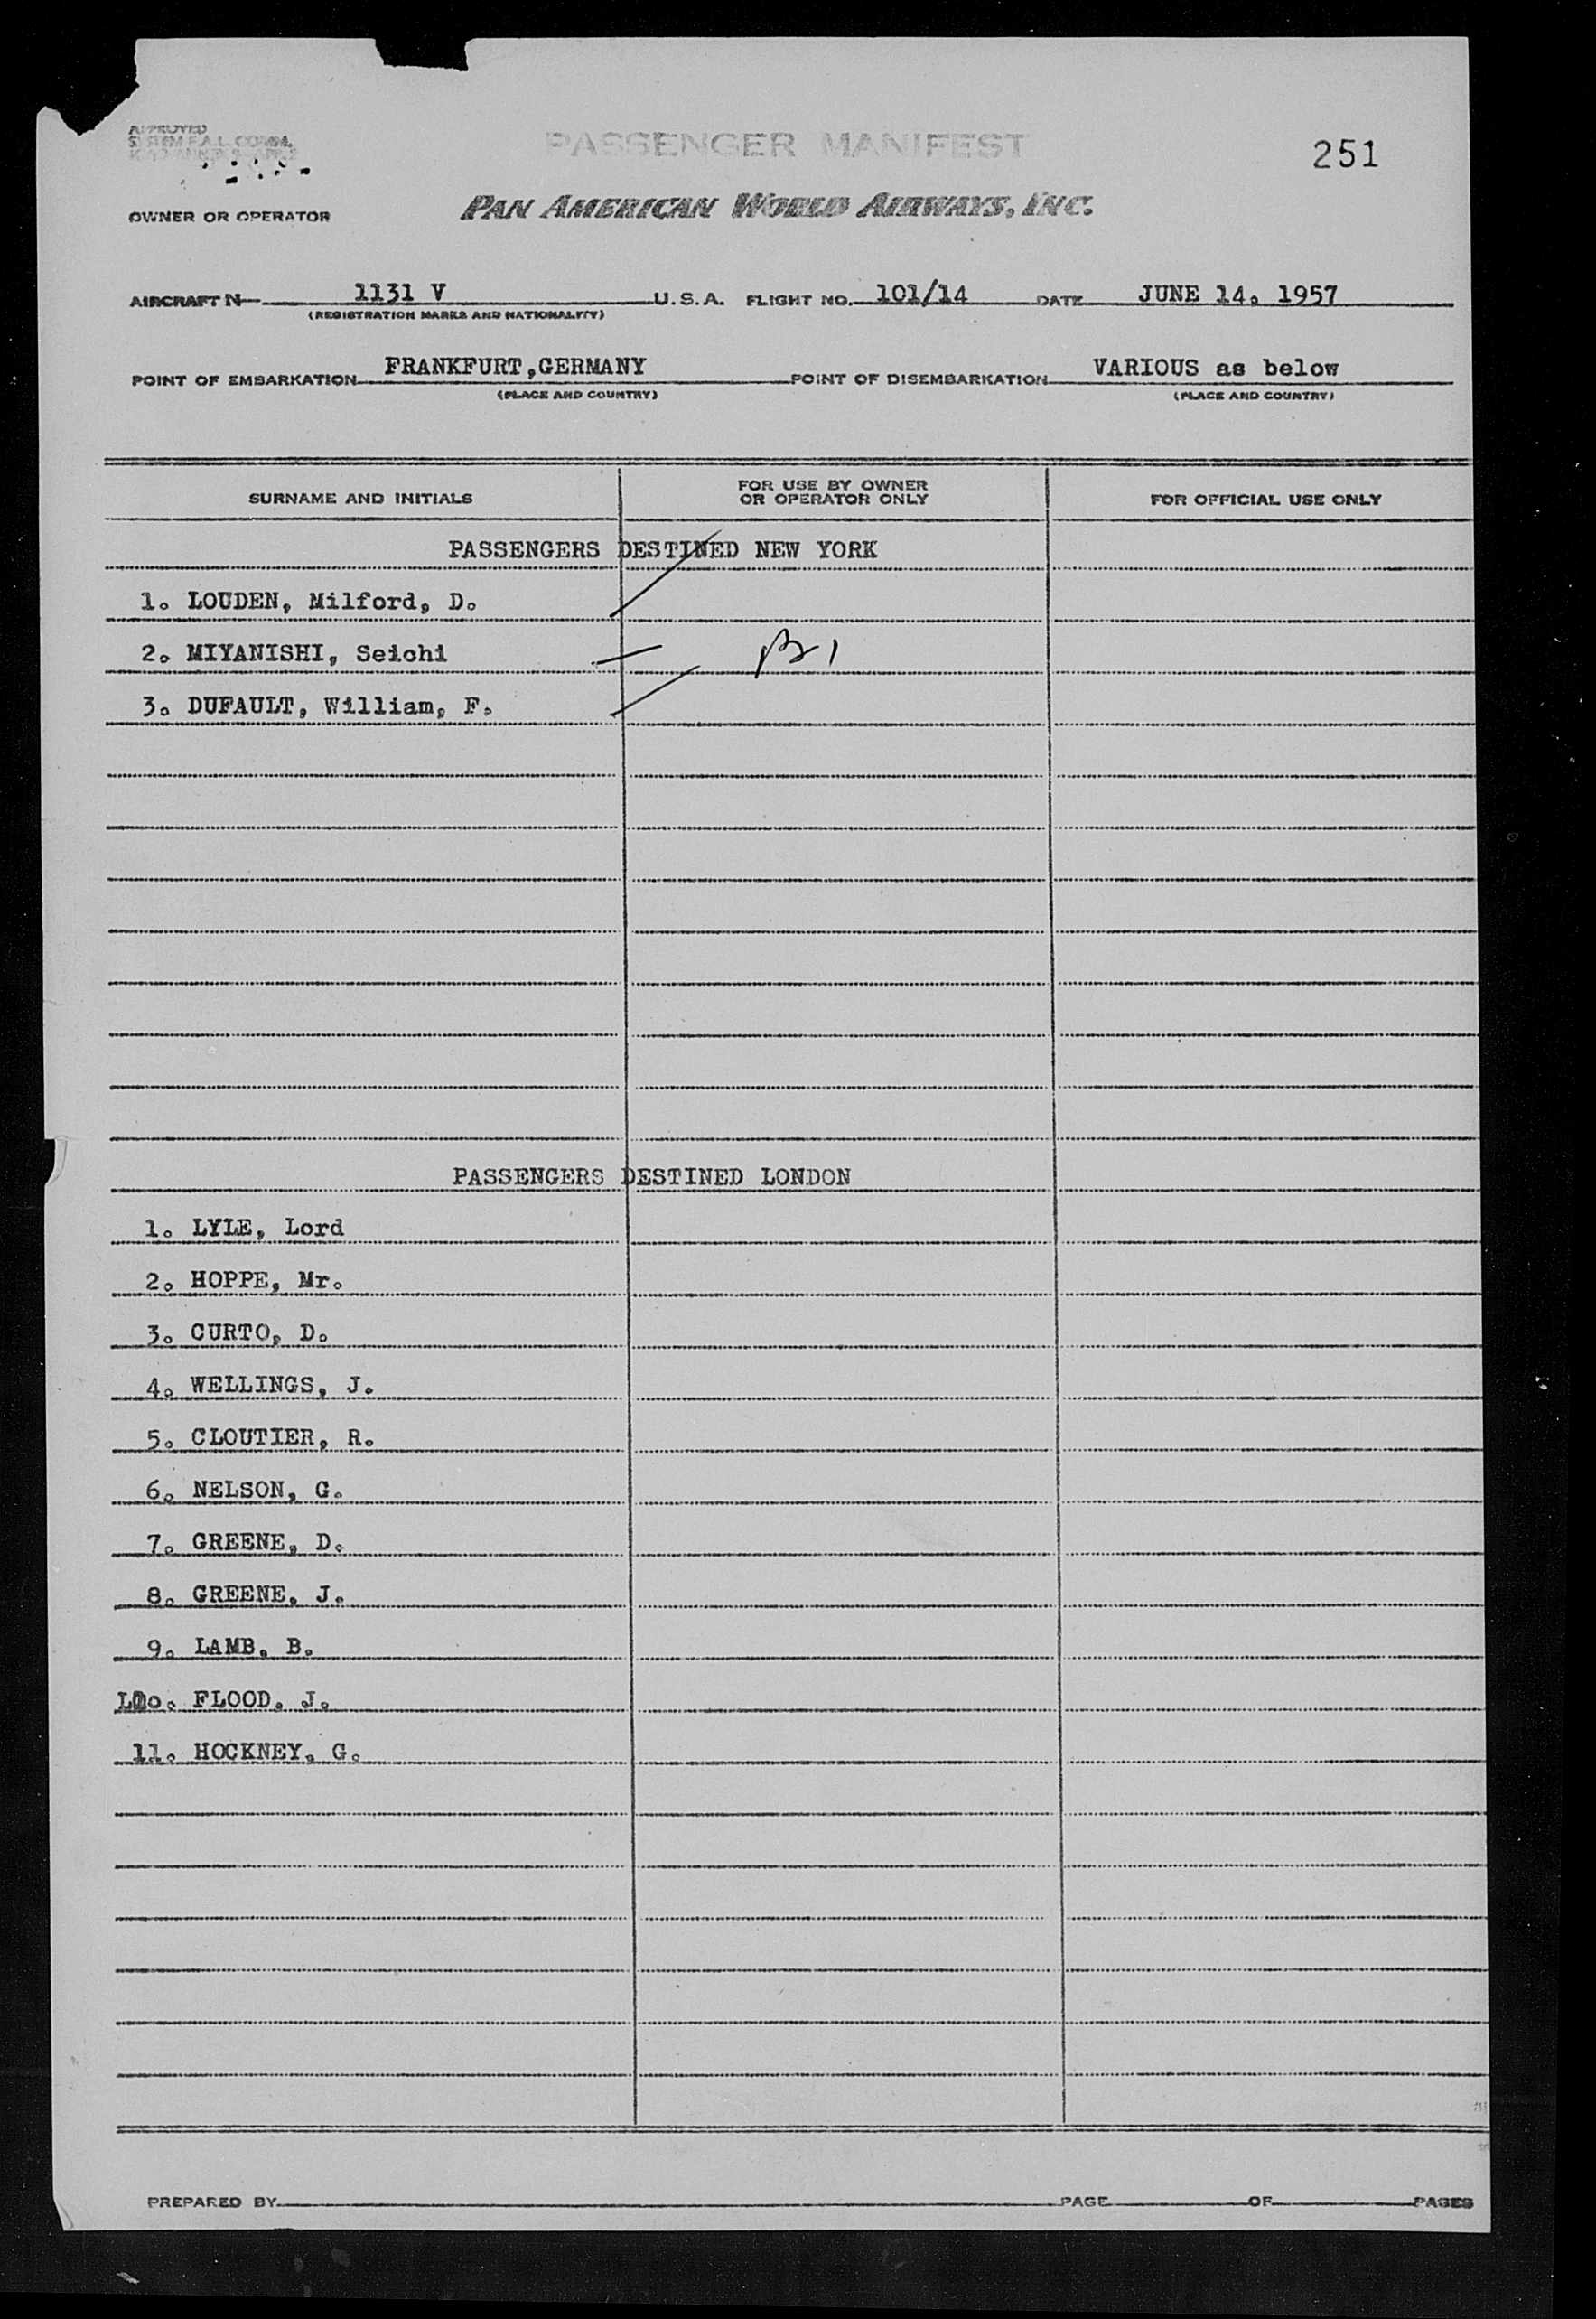 APPROVED
PASSENGER MANIFEST
251
OWNER OR OPERATOR PAN AMERICAN WORLD AIRWAYS, INC.
AIRCRAFT N 1131 V U.S.A. FLIGHT NO. 101/14 DATE JUNE 14. 1957
(REGISTRATION MARKS AND NATIONALITY)
POINT OF EMBARKATION FRANKFURT, GERMANY POINT OF DISEMBARKATION VARIOUS as below
(PLACE AND COUNTRY) (PLACE AND COUNTRY)
SURNAME AND INITIALS FOR USE BY OWNER OR OPERATOR ONLY FOR OFFICIAL USE ONLY
PASSENGERS DESTINED NEW YORK
1. LOUDEN, Milford, D.
2. MIYANISHI, Seichi
3. DUFAULT, William, F.
PASSENGERS DESTINED LONDON
1. LYLE, Lord
2. HOPPE, Mr.
3. CURTO, D.
4. WELLINGS, J.
5. CLOUTIER, R.
6. NELSON, G.
7. GREENE, D.
8. GREENE, J.
9. LAMB, B.
10. FLOOD, J.
11. HOCKNEY, G.
PREPARED BY PAGE OF PAGES